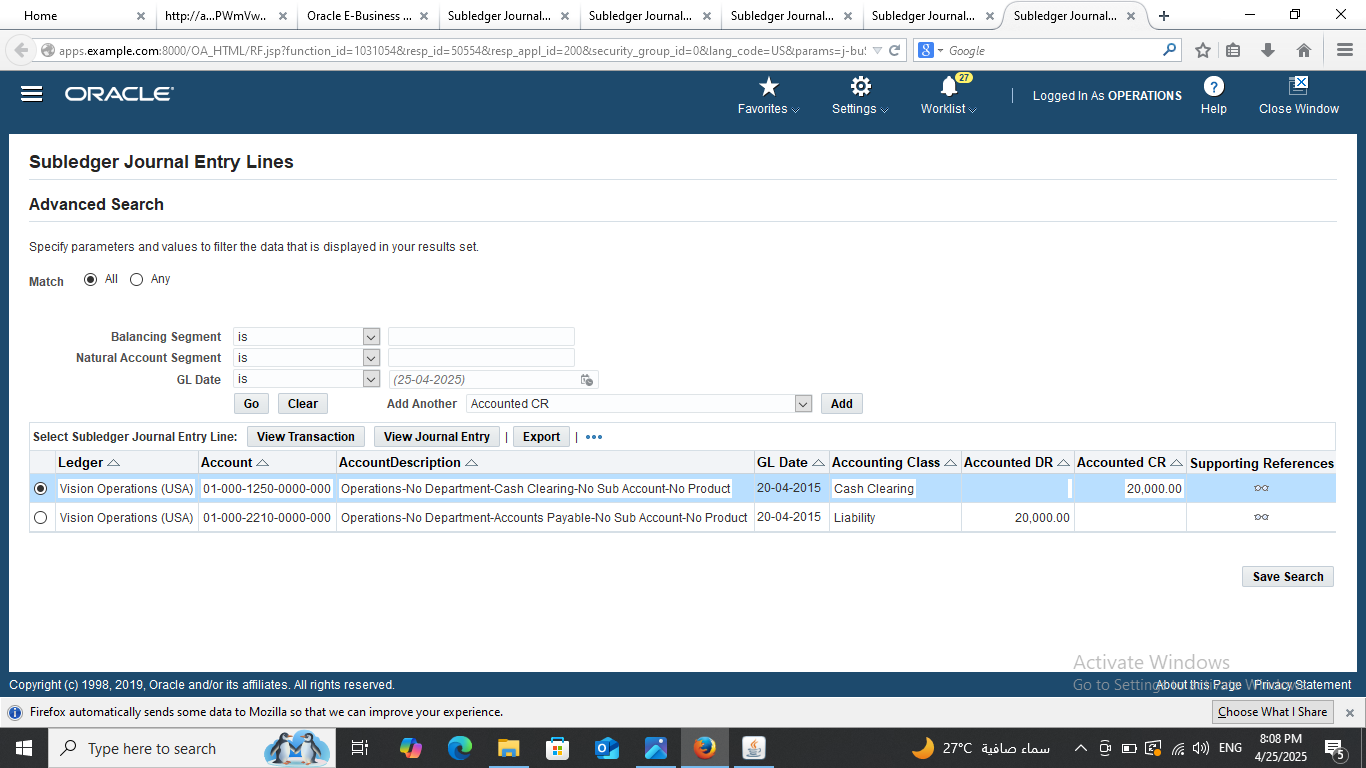 Home
http://a...PWmVw..
Oracle E-Business ...
Subledger Journal...
Subledger Journal...
Subledger Journal...
Subledger Journal...
Subledger Journal...
apps.example.com:8000/OA_HTML/RF.jsp?function_id=1031054&resp_id=50554&resp_appl_id=200&security_group_id=0&lang_code=US&params=j-bu
Google
ORACLE
Favorites
Settings
27
Worklist
Logged In As OPERATIONS
Help
Close Window
Subledger Journal Entry Lines
Advanced Search
Specify parameters and values to filter the data that is displayed in your results set.
Match All Any
Balancing Segment is
Natural Account Segment is
GL Date is (25-04-2025)
Go Clear Add Another Accounted CR Add
Select Subledger Journal Entry Line: View Transaction View Journal Entry | Export | •••
Ledger Account AccountDescription GL Date Accounting Class Accounted DR Accounted CR Supporting References
Vision Operations (USA) 01-000-1250-0000-000 Operations-No Department-Cash Clearing-No Sub Account-No Product 20-04-2015 Cash Clearing 20,000.00
Vision Operations (USA) 01-000-2210-0000-000 Operations-No Department-Accounts Payable-No Sub Account-No Product 20-04-2015 Liability 20,000.00
Save Search
Activate Windows
Go to Settings to activate Windows.
Copyright (c) 1998, 2019, Oracle and/or its affiliates. All rights reserved.
About this Page Privacy Statement
Firefox automatically sends some data to Mozilla so that we can improve your experience.
Choose What I Share
Type here to search
27°C سماء صافية
ENG
8:08 PM
4/25/2025
5